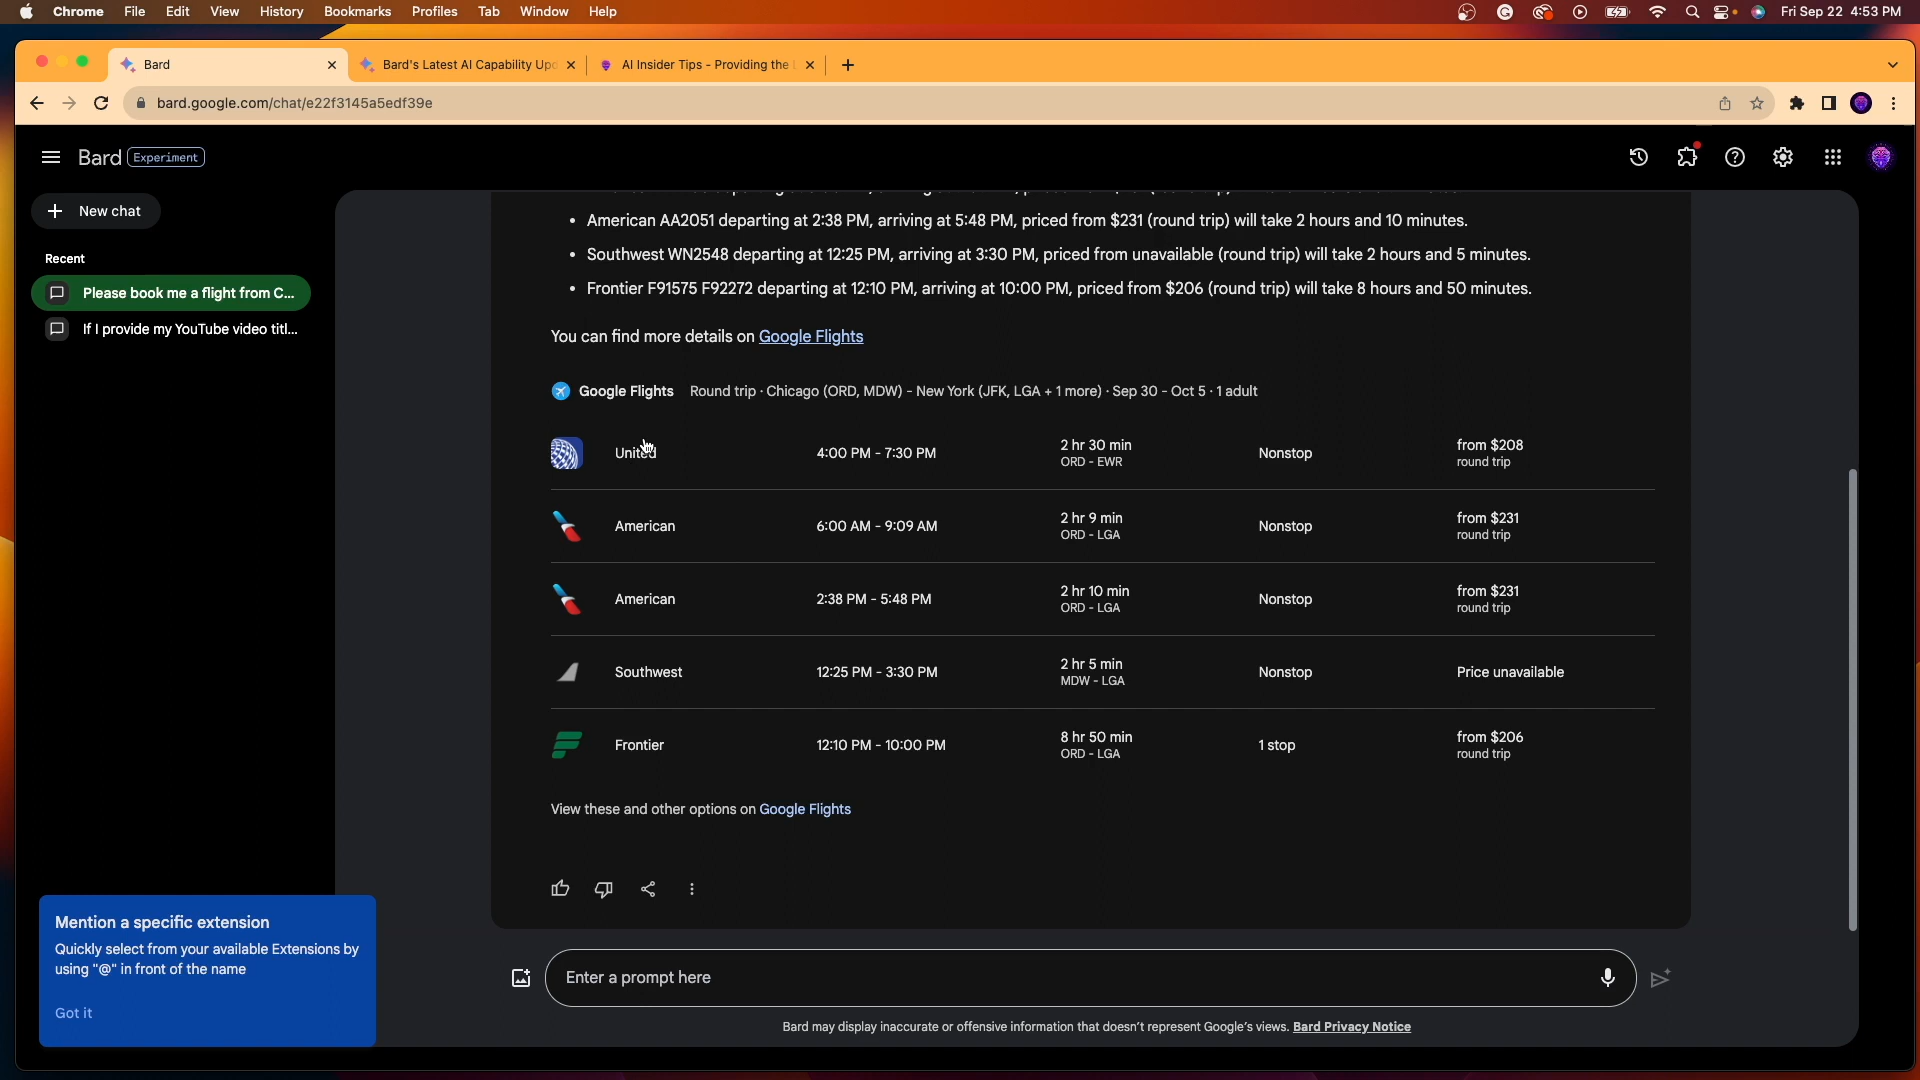 Chrome File Edit View History Bookmarks Profiles Tab Window Help Fri Sep 22 4:53 PM
Bard Bard's Latest AI Capability Upd AI Insider Tips - Providing the
bard.google.com/chat/e22f3145a5edf39e
Bard Experiment
New chat
Recent
Please book me a flight from C...
If I provide my YouTube video titl...
• American AA2051 departing at 2:38 PM, arriving at 5:48 PM, priced from $231 (round trip) will take 2 hours and 10 minutes.
• Southwest WN2548 departing at 12:25 PM, arriving at 3:30 PM, priced from unavailable (round trip) will take 2 hours and 5 minutes.
• Frontier F91575 F92272 departing at 12:10 PM, arriving at 10:00 PM, priced from $206 (round trip) will take 8 hours and 50 minutes.
You can find more details on Google Flights
Google Flights Round trip · Chicago (ORD, MDW) - New York (JFK, LGA + 1 more) · Sep 30 - Oct 5 · 1 adult
United 4:00 PM - 7:30 PM 2 hr 30 min Nonstop from $208
ORD - EWR round trip
American 6:00 AM - 9:09 AM 2 hr 9 min Nonstop from $231
ORD - LGA round trip
American 2:38 PM - 5:48 PM 2 hr 10 min Nonstop from $231
ORD - LGA round trip
Southwest 12:25 PM - 3:30 PM 2 hr 5 min Nonstop Price unavailable
MDW - LGA
Frontier 12:10 PM - 10:00 PM 8 hr 50 min 1 stop from $206
ORD - LGA round trip
View these and other options on Google Flights
Mention a specific extension
Quickly select from your available Extensions by
using "@" in front of the name
Got it
Enter a prompt here
Bard may display inaccurate or offensive information that doesn't represent Google's views. Bard Privacy Notice